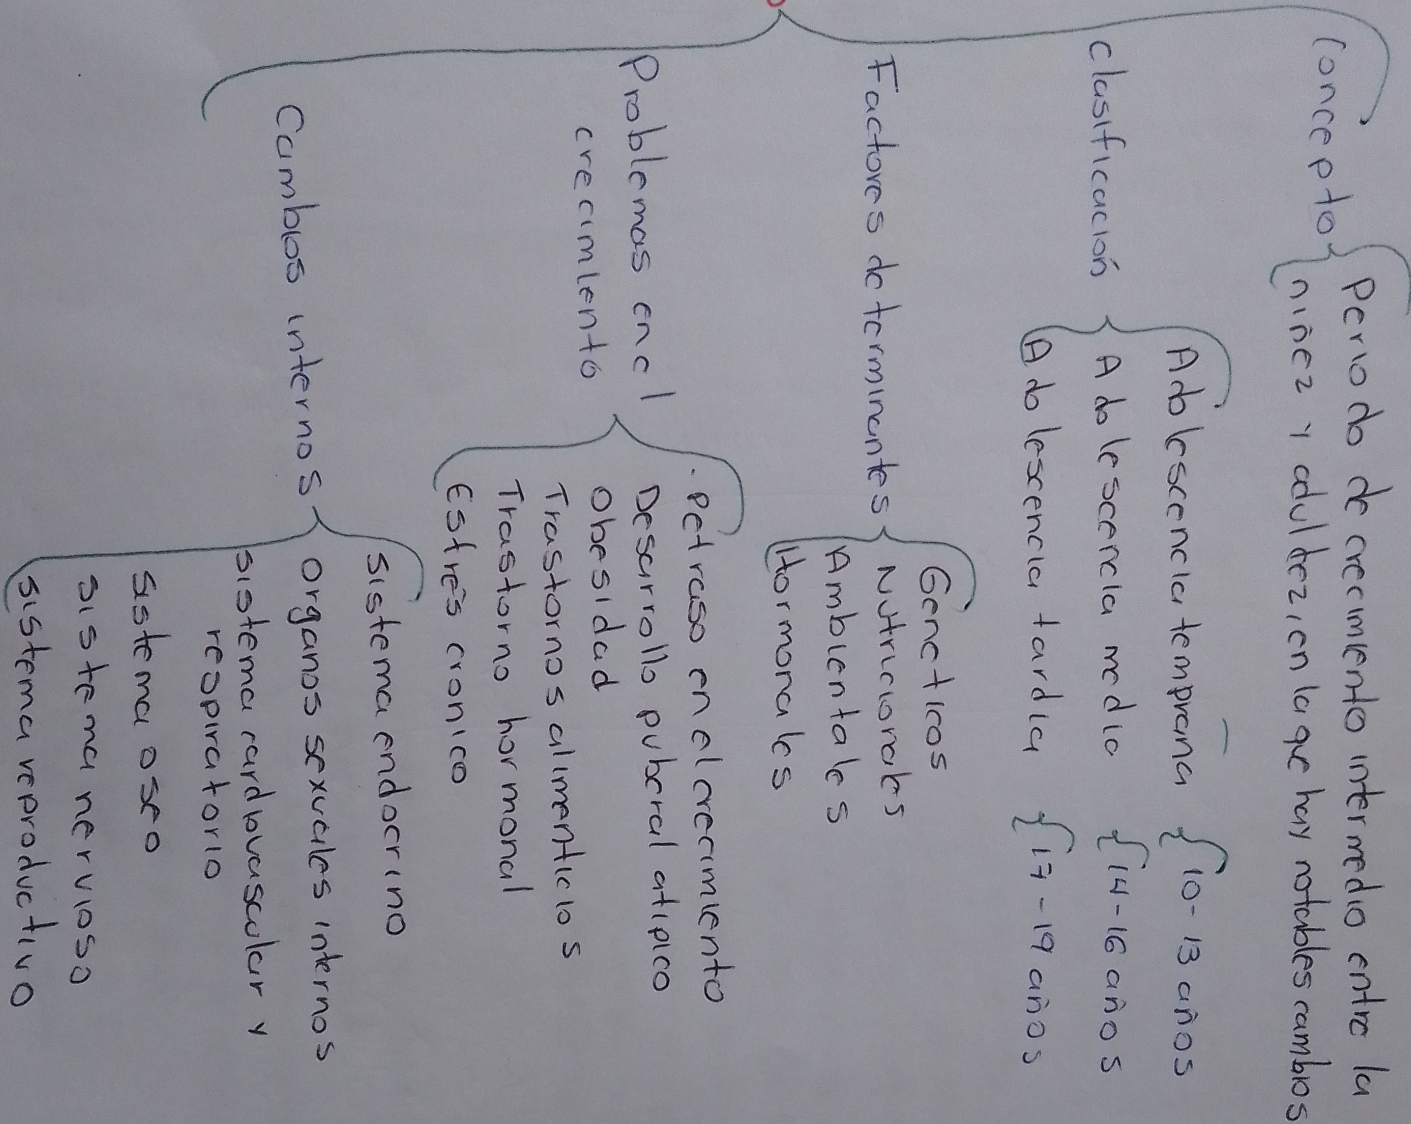 Concepto
Periodo de crecimiento intermedio entre la
niñez y adultez, en la que hay notables cambios
clasificación
Adolescencia temprana
10-13 años
Adolescencia media
14-16 años
Adolescencia tardia
17-19 años
Factores determinantes
Geneticos
Nutricionales
Ambientales
Hormonales
Problemas en el
crecimiento
. Retraso en el crecimiento
Desarrollo puberal atipico
Obesidad
Trastornos alimenticios
Trastorno hormonal
Estrés cronico
Cambios internos
Sistema endocrino
Organos sexuales internos
Sistema cardiovascular y
respiratorio
Sistema oseo
Sistema nervioso
Sistema reproductivo